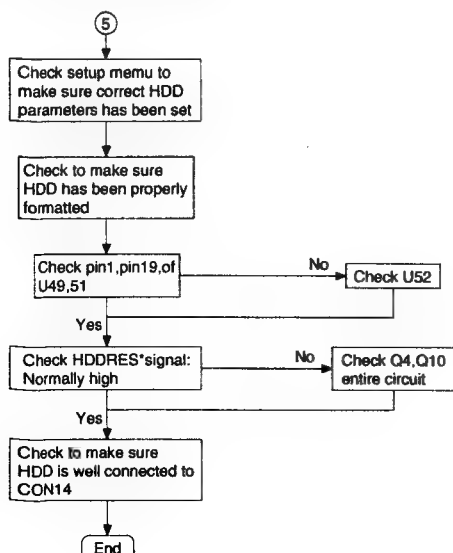 5
Check setup memu to
make sure correct HDD
parameters has been set
Check to make sure
HDD has been properly
formatted
Check pin1,pin19,of
U49,51
No
Check U52
Yes
Check HDDRES*signal:
Normally high
No
Check Q4,Q10
entire circuit
Yes
Check to make sure
HDD is well connected to
CON14
End